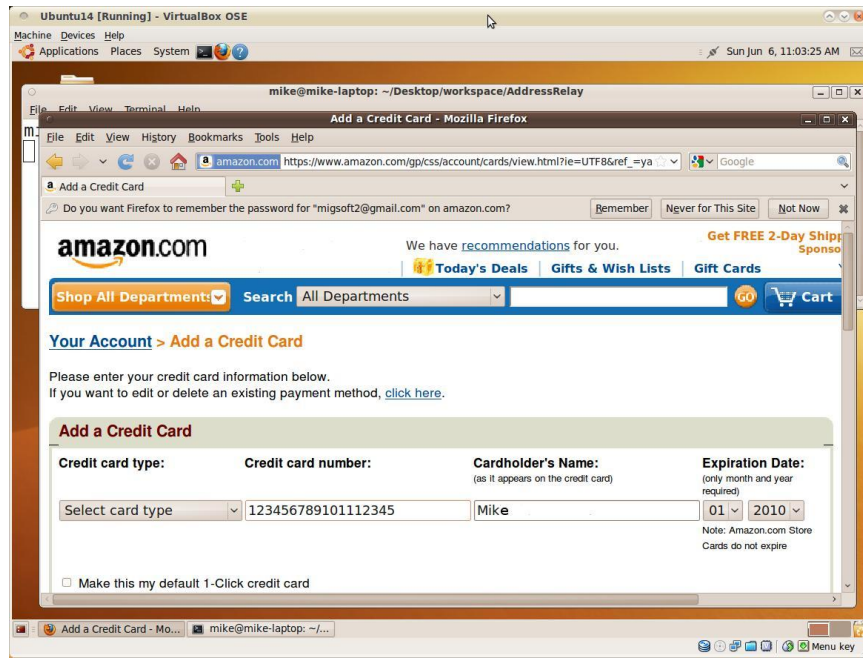 Ubuntu14 [Running] - VirtualBox OSE
Machine Devices Help
Applications Places System Sun Jun 6, 11:03:25 AM
mike@mike-laptop: ~/Desktop/workspace/AddressRelay
File Edit View Terminal Help
Add a Credit Card - Mozilla Firefox
File Edit View History Bookmarks Tools Help
a amazon.com https://www.amazon.com/gp/css/account/cards/view.html?ie=UTF8&ref_=ya Google
a Add a Credit Card
Do you want Firefox to remember the password for "migsoft2@gmail.com" on amazon.com? Remember Never for This Site Not Now
Get FREE 2-Day Shipp
amazon.com We have recommendations for you. Sponso
Today's Deals Gifts & Wish Lists Gift Cards
Shop All Departments Search All Departments GO Cart
Your Account > Add a Credit Card
Please enter your credit card information below.
If you want to edit or delete an existing payment method, click here.
Add a Credit Card
Credit card type: Credit card number: Cardholder's Name: Expiration Date:
(as it appears on the credit card) (only month and year
required)
Select card type 123456789101112345 Mike 01 2010
Note: Amazon.com Store
Cards do not expire
Make this my default 1-Click credit card
Add a Credit Card - Mo... mike@mike-laptop: ~/...
Menu key